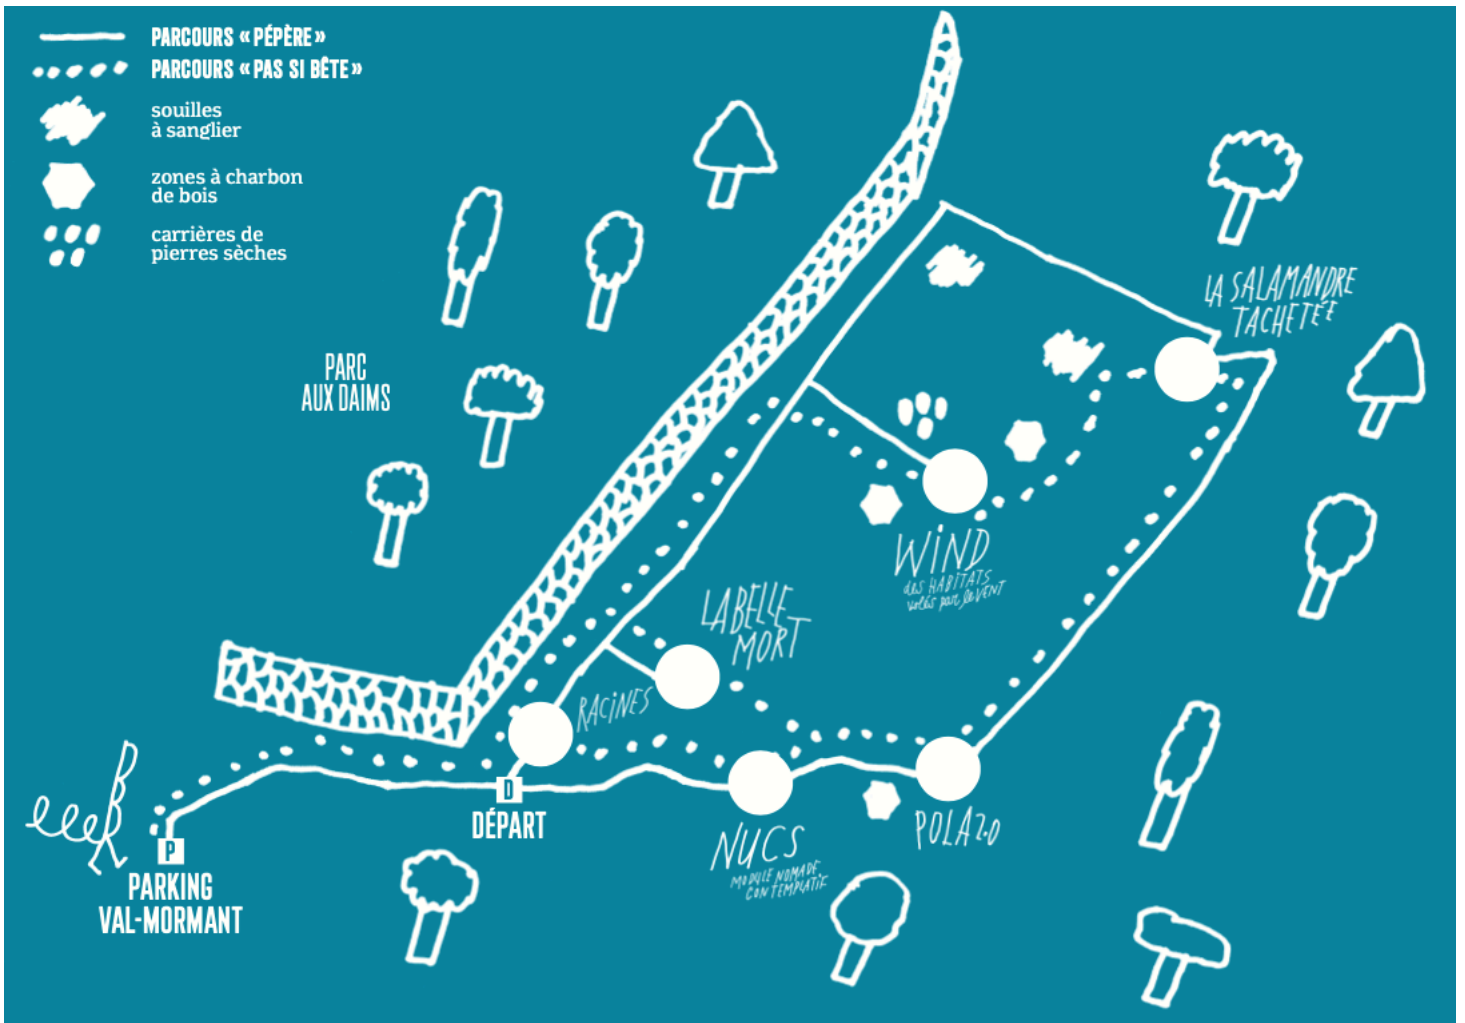 PARCOURS « PÉPÈRE »
PARCOURS « PAS SI BÊTE »
souilles
à sanglier
zones à charbon
de bois
carrières de
pierres sèches
PARC
AUX DAIMS
LA SALAMANDRE
TACHETÉE
WIND
des HABITATS
volés par le VENT
LA BELLE
MORT
RACINES
D
DÉPART
P
PARKING
VAL-MORMANT
NUCS
MODULE NOMADE
CONTEMPLATIF
POLA 2.0